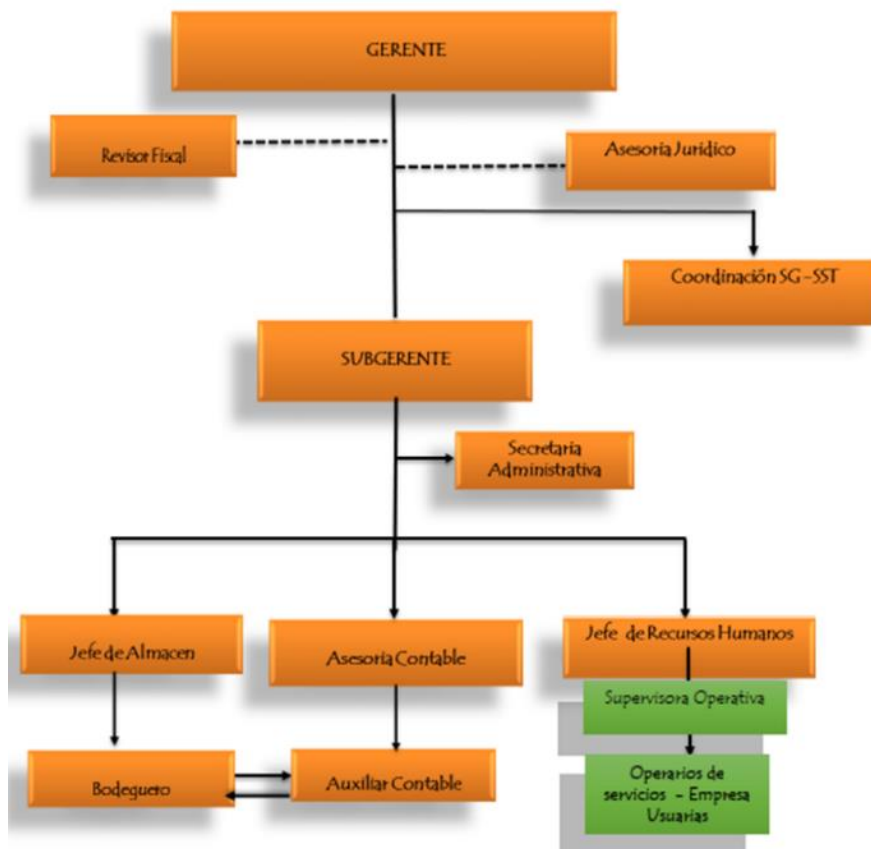 GERENTE
Revisor Fiscal
Asesoria Juridico
Coordinación SG-SST
SUBGERENTE
Secretaria
Administrativa
Jefe de Almacen
Asesoria Contable
Jefe de Recursos Humanos
Supervisora Operativa
Bodeguero
Auxiliar Contable
Operarios de
servicios - Empresa
Usuarias